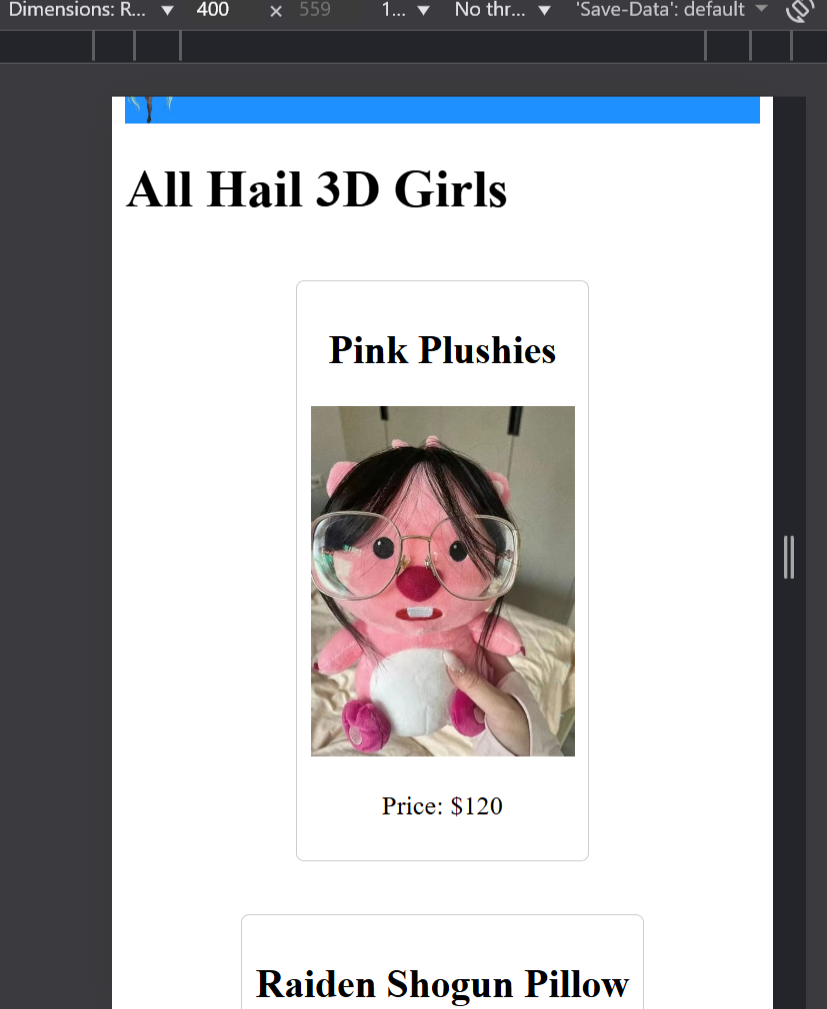 Dimensions: R... 400 × 559 1... No thr... 'Save-Data': default
All Hail 3D Girls
Pink Plushies
Price: $120
Raiden Shogun Pillow